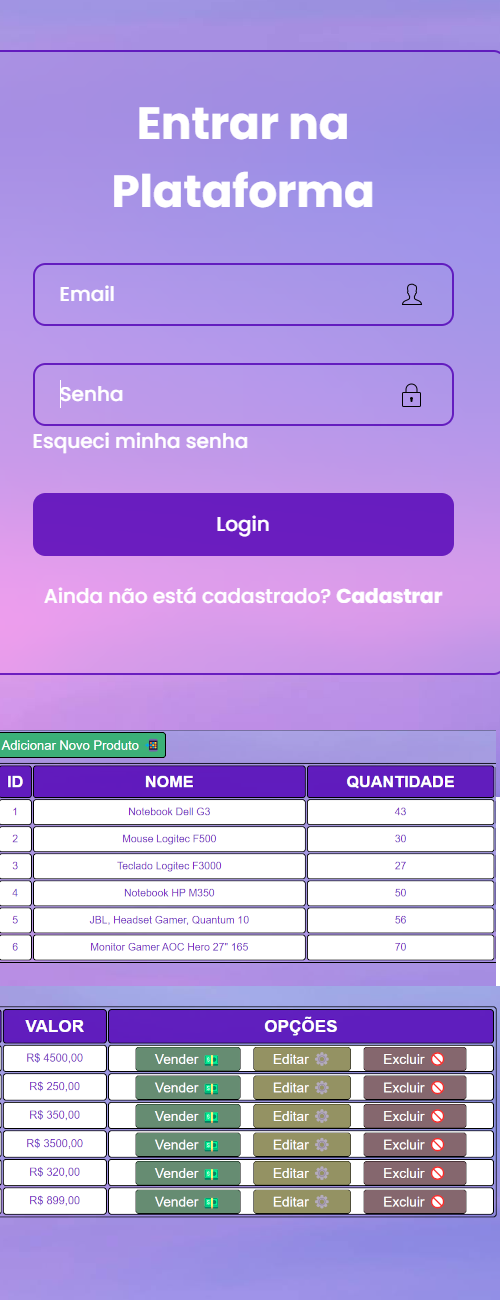 Entrar na
Plataforma
Email
Senha
Esqueci minha senha
Login
Ainda não está cadastrado? Cadastrar
Adicionar Novo Produto
ID NOME QUANTIDADE
1 Notebook Dell G3 43
2 Mouse Logitec F500 30
3 Teclado Logitec F3000 27
4 Notebook HP M350 50
5 JBL, Headset Gamer, Quantum 10 56
6 Monitor Gamer AOC Hero 27" 165 70
VALOR OPÇÕES
R$ 4500,00 Vender Editar Excluir
R$ 250,00 Vender Editar Excluir
R$ 350,00 Vender Editar Excluir
R$ 3500,00 Vender Editar Excluir
R$ 320,00 Vender Editar Excluir
R$ 899,00 Vender Editar Excluir